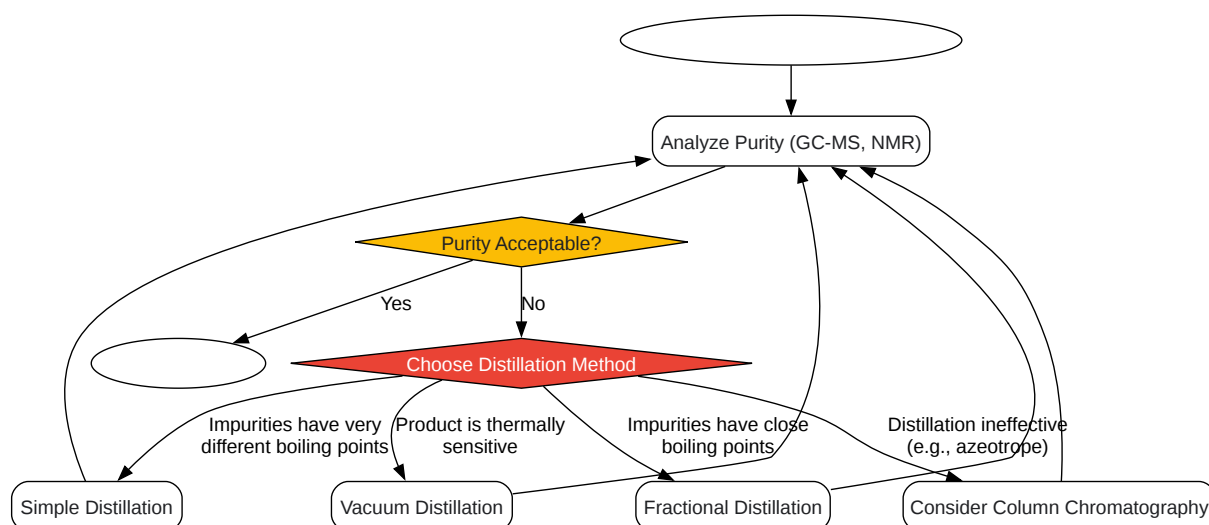 Analyze Purity (GC-MS, NMR)
Purity Acceptable?
Yes
No
Choose Distillation Method
Impurities have very
different boiling points
Product is thermally
sensitive
Impurities have close
boiling points
Distillation ineffective
(e.g., azeotrope)
Simple Distillation
Vacuum Distillation
Fractional Distillation
Consider Column Chromatography